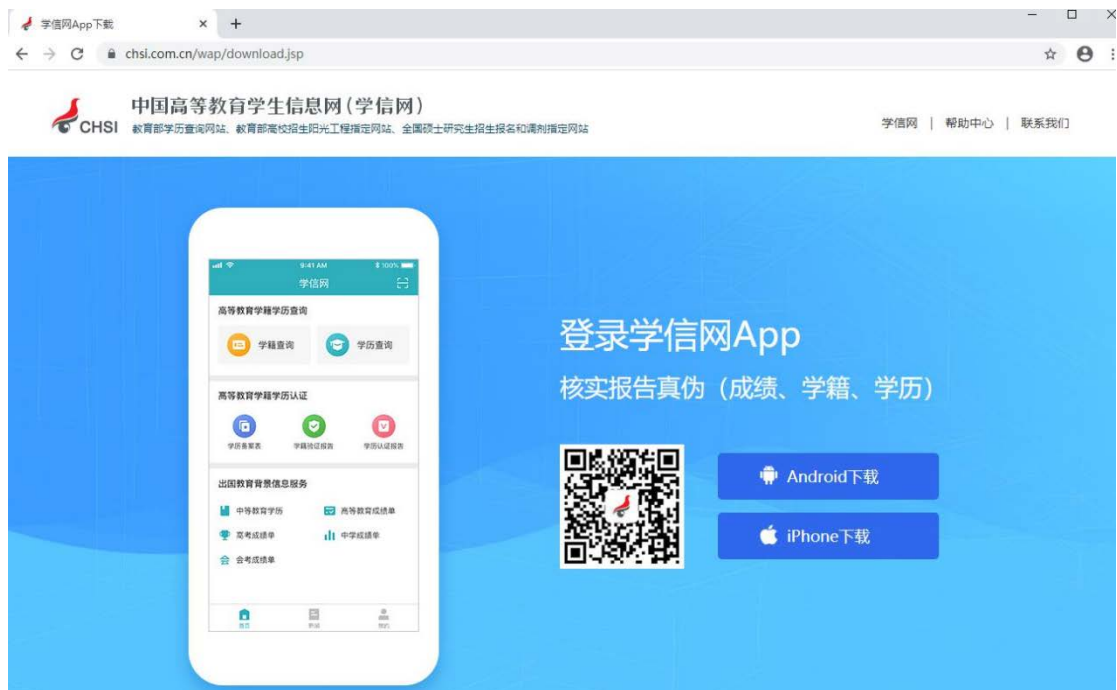 学信网App下载
chsi.com.cn/wap/download.jsp
CHSI
中国高等教育学生信息网(学信网)
教育部学历查询网站、教育部高校招生阳光工程指定网站、全国硕士研究生招生报名和调剂指定网站
学信网 | 帮助中心 | 联系我们
9:41 AM
100%
学信网
高等教育学籍学历查询
学籍查询
学历查询
高等教育学籍学历认证
学历备案表
学籍验证报告
学历认证报告
出国教育背景信息服务
中等教育学历
高等教育成绩单
高考成绩单
中学成绩单
会考成绩单
首页
登录学信网App
核实报告真伪（成绩、学籍、学历）
Android下载
iPhone下载